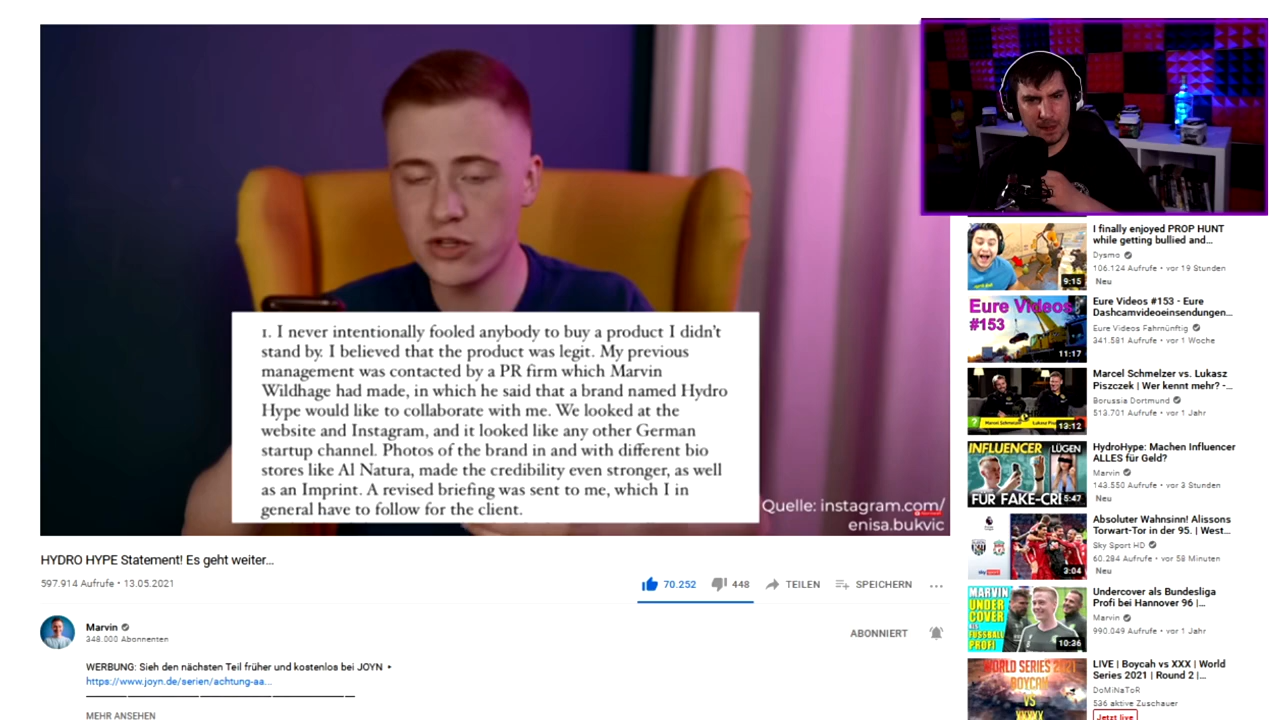 1. I never intentionally fooled anybody to buy a product I didn't
stand by. I believed that the product was legit. My previous
management was contacted by a PR firm which Marvin
Wildhage had made, in which he said that a brand named Hydro
Hype would like to collaborate with me. We looked at the
website and Instagram, and it looked like any other German
startup channel. Photos of the brand in and with different bio
stores like Al Natura, made the credibility even stronger, as well
as an Imprint. A revised briefing was sent to me, which I in
general have to follow for the client.
Quelle: instagram.com/
enisa.bukvic
HYDRO HYPE Statement! Es geht weiter...
597.914 Aufrufe • 13.05.2021
70.252
448
TEILEN
SPEICHERN
Marvin
348.000 Abonnenten
ABONNIERT
WERBUNG: Sieh den nächsten Teil früher und kostenlos bei JOYN
https://www.joyn.de/serien/achtung-aa...
MEHR ANSEHEN
9:15
I finally enjoyed PROP HUNT
while getting bullied and...
Dysmo
106.124 Aufrufe • vor 19 Stunden
Neu
Eure Videos
#153
11:17
Eure Videos #153 - Eure
Dashcamvideoeinsendungen...
Eure Videos Fahrnünftig
341.581 Aufrufe • vor 1 Woche
13:12
Marcel Schmelzer vs. Lukasz
Piszczek | Wer kennt mehr? -...
Borussia Dortmund
513.701 Aufrufe • vor 1 Jahr
INFLUENCER LÜGEN
FÜR FAKE-CR
5:47
HydroHype: Machen Influencer
ALLES für Geld?
Marvin
143.550 Aufrufe • vor 3 Stunden
Neu
sky sport
3:04
Absoluter Wahnsinn! Alissons
Torwart-Tor in der 95. | West...
Sky Sport HD
60.284 Aufrufe • vor 58 Minuten
Neu
MARVIN
UNDER
COVER
ALS
FUSSBALL
PROFI
10:36
Undercover als Bundesliga
Profi bei Hannover 96 |...
Marvin
990.049 Aufrufe • vor 1 Jahr
WORLD SERIES 2021
BOYCAH
VS
XXXXX
LIVE | Boycah vs XXX | World
Series 2021 | Round 2 |...
DoMiNaToR
536 aktive Zuschauer
Jetzt live